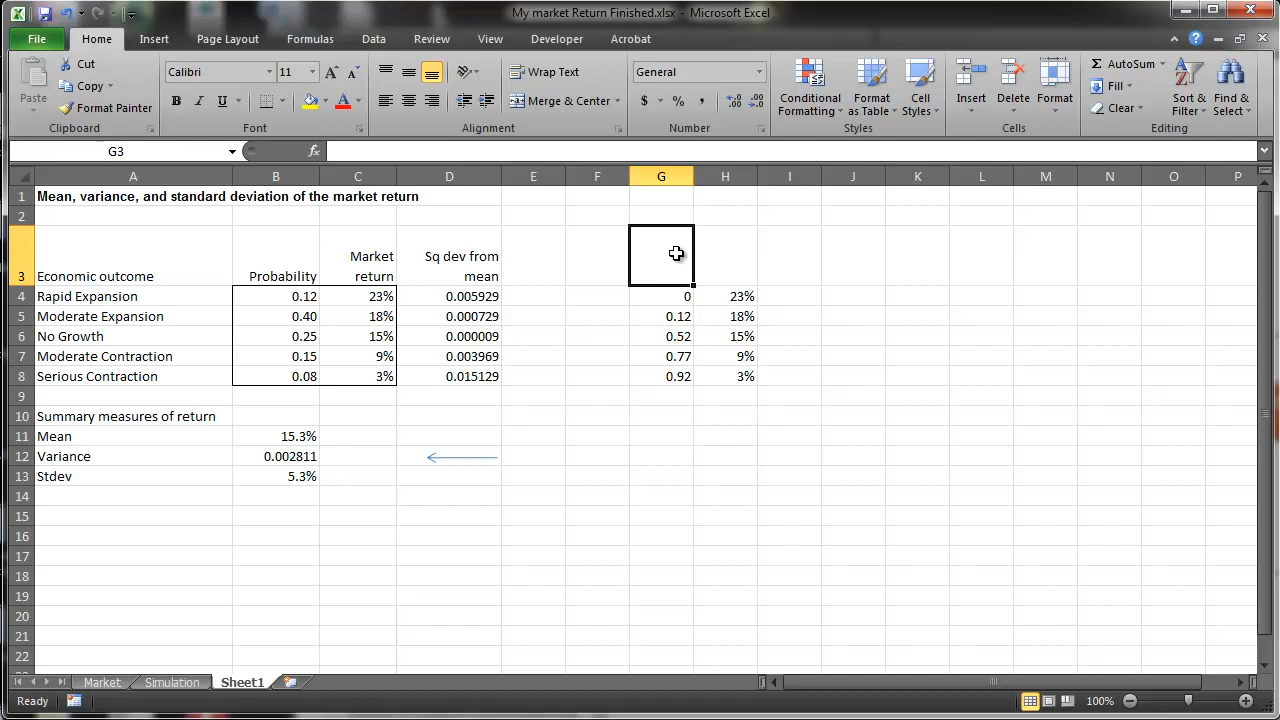 My market Return Finished.xlsx - Microsoft Excel
File Home Insert Page Layout Formulas Data Review View Developer Acrobat
Paste
Cut
Copy
Format Painter
Clipboard
Calibri 11
B I U
Font
Wrap Text
Merge & Center
Alignment
General
$ % ,
Number
Conditional Formatting
Format as Table
Cell Styles
Styles
Insert Delete Format
Cells
AutoSum
Fill
Clear
Sort & Filter
Find & Select
Editing
G3 fx
A B C D E F G H I J K L M N O P
1 Mean, variance, and standard deviation of the market return
2
3 Economic outcome Probability Market return Sq dev from mean
4 Rapid Expansion 0.12 23% 0.005929 0 23%
5 Moderate Expansion 0.40 18% 0.000729 0.12 18%
6 No Growth 0.25 15% 0.000009 0.52 15%
7 Moderate Contraction 0.15 9% 0.003969 0.77 9%
8 Serious Contraction 0.08 3% 0.015129 0.92 3%
9
10 Summary measures of return
11 Mean 15.3%
12 Variance 0.002811
13 Stdev 5.3%
14
15
16
17
18
19
20
21
22
Market Simulation Sheet1
Ready 100%